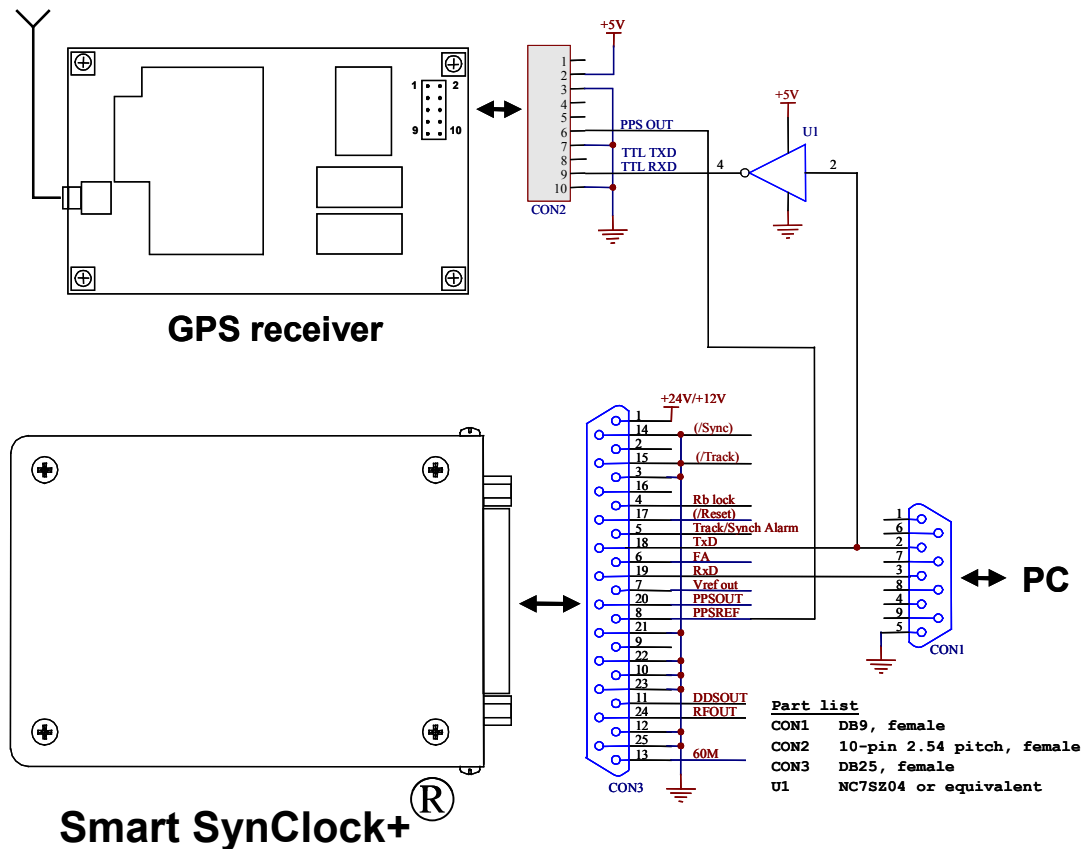 +5V
1
2
3
4
5
6
7
8
9
10
CON2
PPS OUT
TTL TXD
TTL RXD
+5V
U1
4
2
1
2
9
10
GPS receiver
+24V/+12V
1
14 (/Sync)
2
15 (/Track)
3
16
4 Rb lock
17 (/Reset)
5 Track/Synch Alarm
18 TxD
6 FA
19 RxD
7 Vref out
20 PPSOUT
8 PPSREF
21
9
22
10
23
11 DDSOUT
24 RFOUT
12
25
13 60M
CON3
1
6
2
7
3
8
4
9
5
CON1
PC
Part list
CON1 DB9, female
CON2 10-pin 2.54 pitch, female
CON3 DB25, female
U1 NC7SZ04 or equivalent
Smart SynClock+®